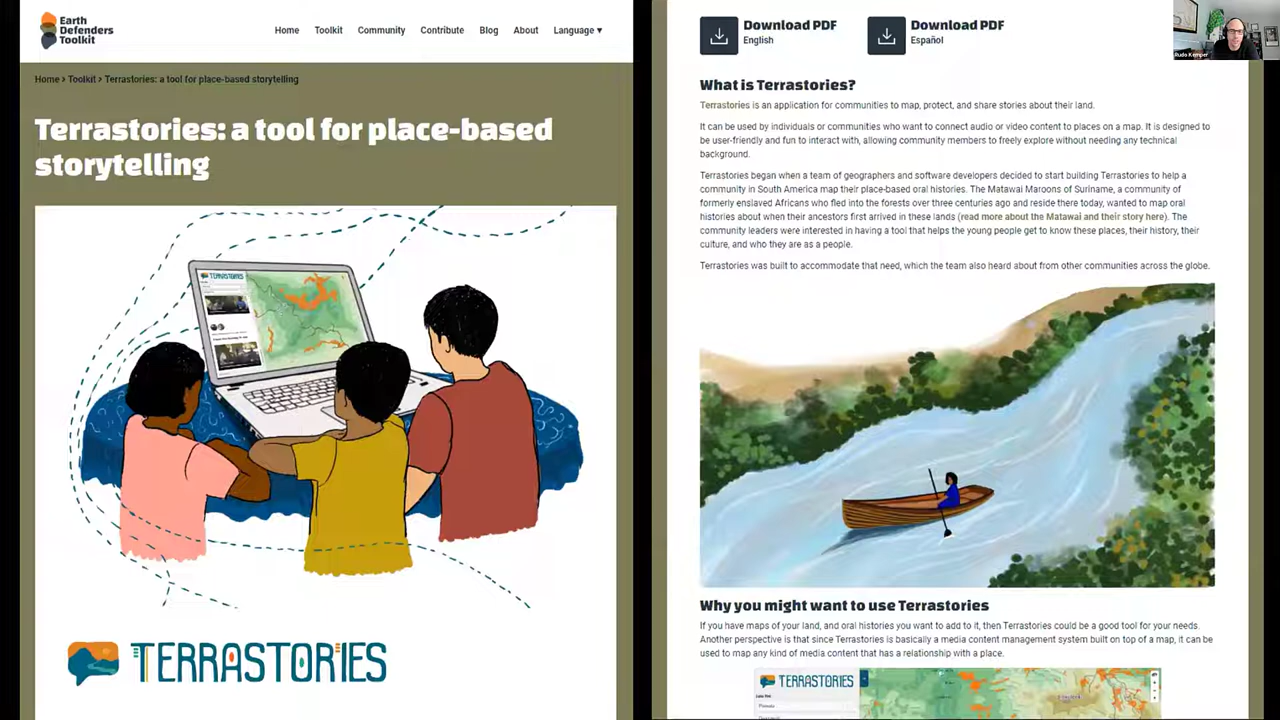 Earth
Defenders
Toolkit
Home
Toolkit
Community
Contribute
Blog
About
Language ▾
Home > Toolkit > Terrastories: a tool for place-based storytelling
Terrastories: a tool for place-based
storytelling
TERRASTORIES
TERRASTORIES
Download PDF
English
Download PDF
Español
Rudo Kemper
What is Terrastories?
Terrastories is an application for communities to map, protect, and share stories about their land.
It can be used by individuals or communities who want to connect audio or video content to places on a map. It is designed to
be user-friendly and fun to interact with, allowing community members to freely explore without needing any technical
background.
Terrastories began when a team of geographers and software developers decided to start building Terrastories to help a
community in South America map their place-based oral histories. The Matawai Maroons of Suriname, a community of
formerly enslaved Africans who fled into the forests over three centuries ago and reside there today, wanted to map oral
histories about when their ancestors first arrived in these lands (read more about the Matawai and their story here). The
community leaders were interested in having a tool that helps the young people get to know these places, their history, their
culture, and who they are as a people.
Terrastories was built to accommodate that need, which the team also heard about from other communities across the globe.
Why you might want to use Terrastories
If you have maps of your land, and oral histories you want to add to it, then Terrastories could be a good tool for your needs.
Another perspective is that since Terrastories is basically a media content management system built on top of a map, it can be
used to map any kind of media content that has a relationship with a place.
TERRASTORIES